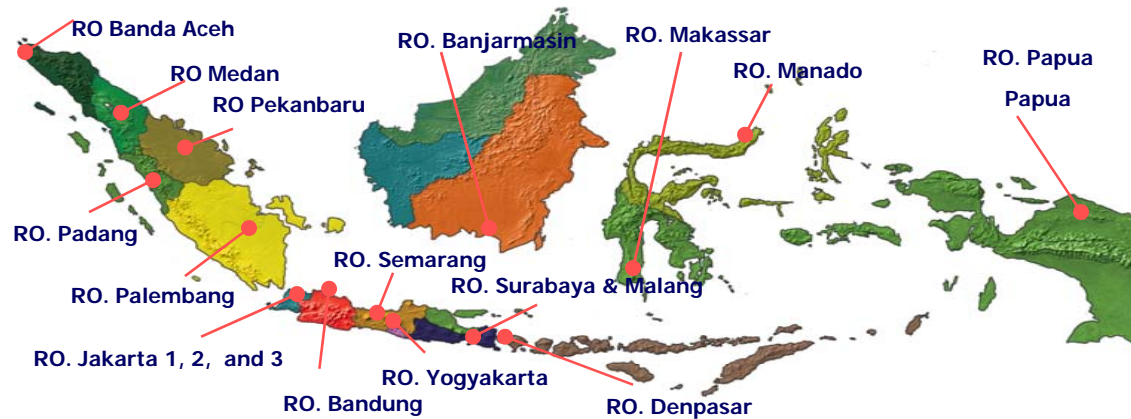 RO Banda Aceh
RO. Banjarmasin
RO. Makassar
RO. Manado
RO. Papua
Papua
RO Medan
RO Pekanbaru
RO. Padang
RO. Semarang
RO. Surabaya & Malang
RO. Palembang
RO. Jakarta 1, 2, and 3
RO. Yogyakarta
RO. Bandung
RO. Denpasar